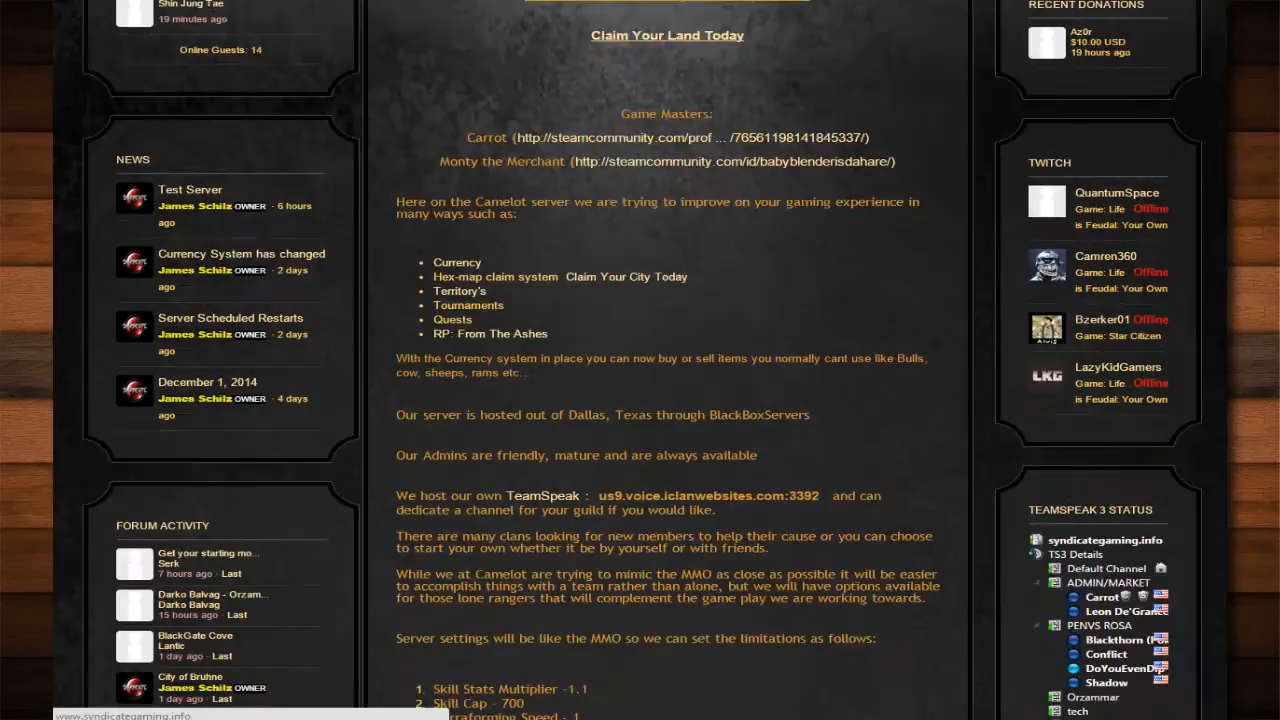 Shin Jung Tae
19 minutes ago
Online Guests: 14
NEWS
Test Server
James Schilz OWNER · 6 hours
ago
Currency System has changed
James Schilz OWNER · 2 days
ago
Server Scheduled Restarts
James Schilz OWNER · 2 days
ago
December 1, 2014
James Schilz OWNER · 4 days
ago
FORUM ACTIVITY
Get your starting mo...
Serk
7 hours ago · Last
Darko Balvag - Orzam...
Darko Balvag
15 hours ago · Last
BlackGate Cove
Lantic
1 day ago · Last
City of Bruhne
James Schilz OWNER
1 day ago · Last
www.syndicategaming.info
Claim Your Land Today
Game Masters:
Carrot (http://steamcommunity.com/prof ... /76561198141845337/)
Monty the Merchant (http://steamcommunity.com/id/babyblenderisdahare/)
Here on the Camelot server we are trying to improve on your gaming experience in
many ways such as:
• Currency
• Hex-map claim system Claim Your City Today
• Territory's
• Tournaments
• Quests
• RP: From The Ashes
With the Currency system in place you can now buy or sell items you normally cant use like Bulls,
cow, sheeps, rams etc...
Our server is hosted out of Dallas, Texas through BlackBoxServers
Our Admins are friendly, mature and are always available
We host our own TeamSpeak : us9.voice.iclanwebsites.com:3392 and can
dedicate a channel for your guild if you would like.
There are many clans looking for new members to help their cause or you can choose
to start your own whether it be by yourself or with friends.
While we at Camelot are trying to mimic the MMO as close as possible it will be easier
to accomplish things with a team rather than alone, but we will have options available
for those lone rangers that will complement the game play we are working towards.
Server settings will be like the MMO so we can set the limitations as follows:
1. Skill Stats Multiplier -1.1
2. Skill Cap - 700
Terraforming Speed - 1
RECENT DONATIONS
Az0r
$10.00 USD
19 hours ago
TWITCH
QuantumSpace
Game: Life Offline
is Feudal: Your Own
Camren360
Game: Life Offline
is Feudal: Your Own
Bzerker01 Offline
Game: Star Citizen
LazyKidGamers
LKG
Game: Life Offline
is Feudal: Your Own
TEAMSPEAK 3 STATUS
syndicategaming.info
TS3 Details
Default Channel
ADMIN/MARKET
Carrot
Leon De'Grance
PENVS ROSA
Blackthorn
Conflict
DoYouEvenDip
Shadow
Orzammar
tech